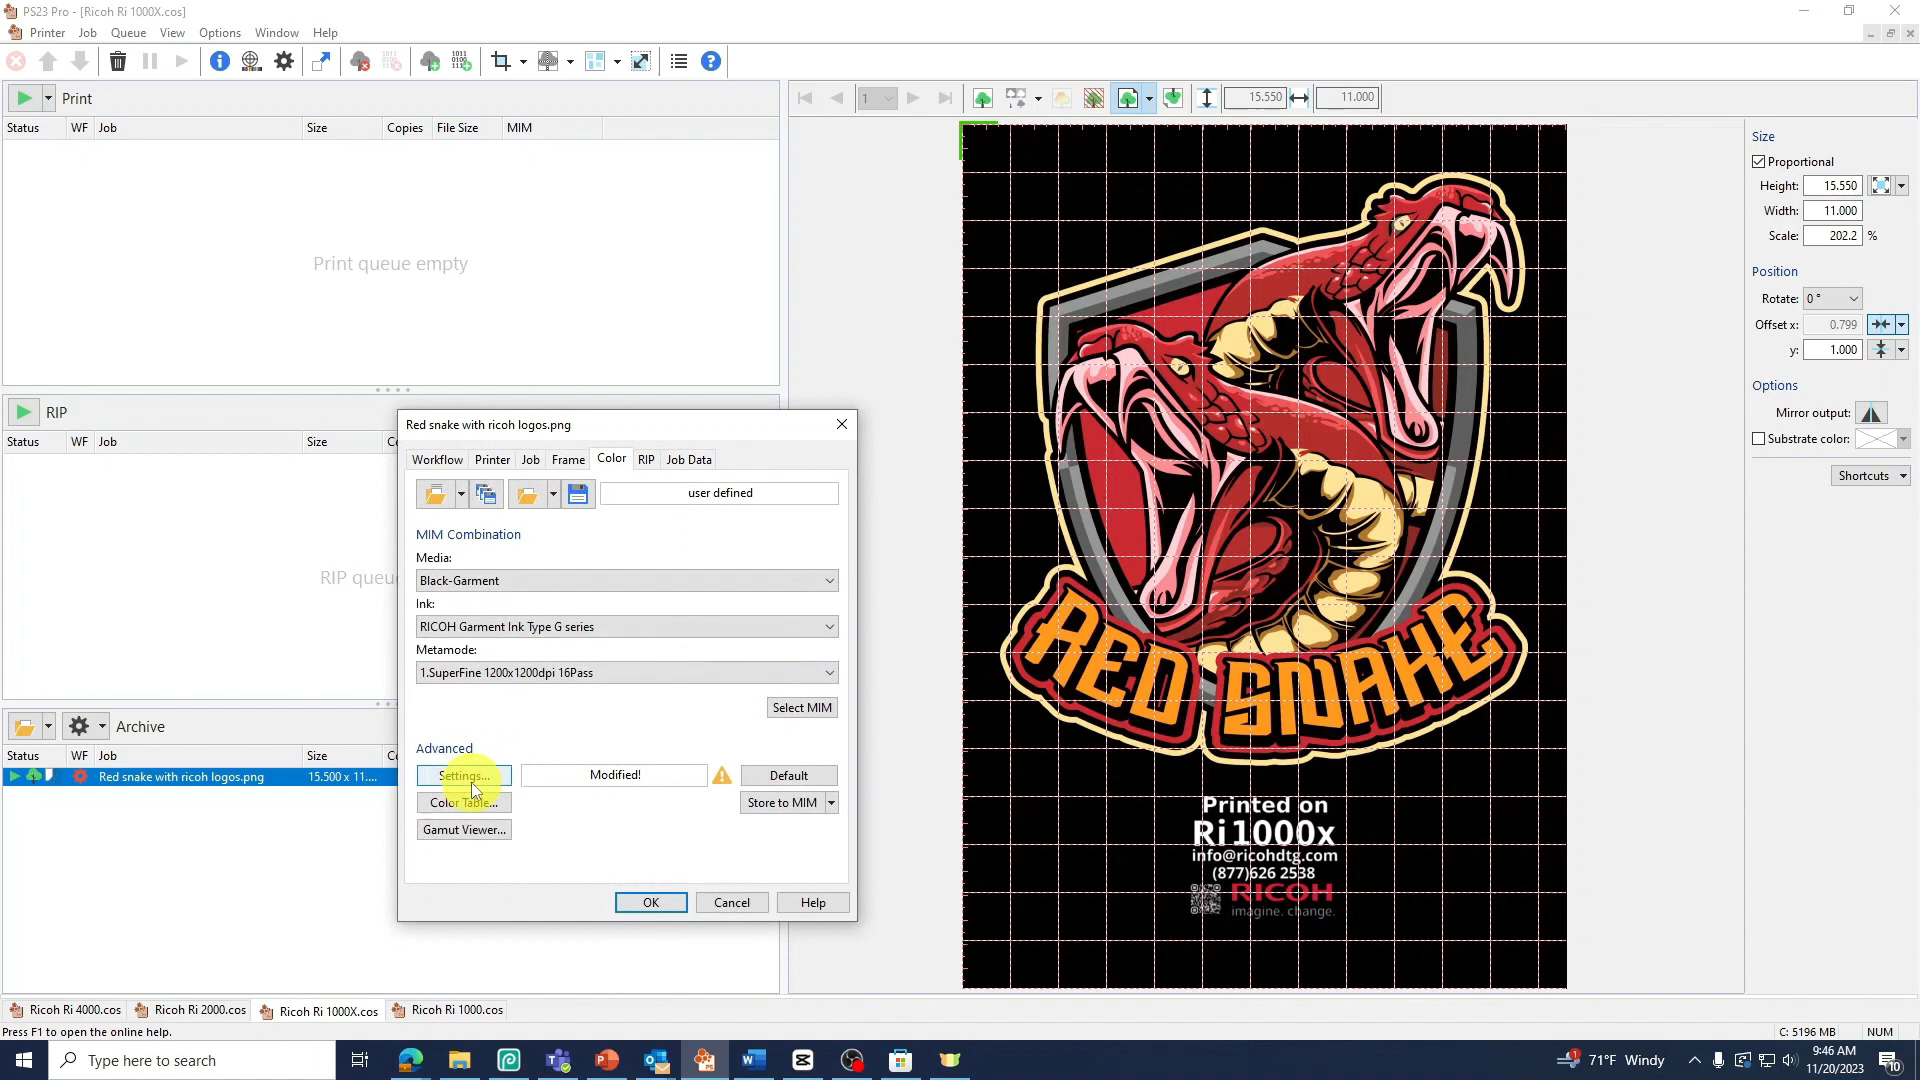 PS23 Pro - [Ricoh Ri 1000X.cos]
Printer Job Queue View Options Window Help
Print
Status WF Job Size Copies File Size MIM
Print queue empty
RIP
Status WF Job Size
RIP queu
Archive
Status WF Job Size
Red snake with ricoh logos.png 15.500 x 11....
Red snake with ricoh logos.png
Workflow Printer Job Frame Color RIP Job Data
user defined
MIM Combination
Media:
Black-Garment
Ink:
RICOH Garment Ink Type G series
Metamode:
1.SuperFine 1200x1200dpi 16Pass
Select MIM
Advanced
Settings... Modified! Default
Color Table... Store to MIM
Gamut Viewer...
OK Cancel Help
1 15.550 11.000
RED SNAKE
Printed on
Ri1000x
info@ricohdtg.com
(877)626 2538
RICOH
imagine. change.
Size
Proportional
Height: 15.550
Width: 11.000
Scale: 202.2 %
Position
Rotate: 0 °
Offset x: 0.799
y: 1.000
Options
Mirror output:
Substrate color:
Shortcuts
Ricoh Ri 4000.cos Ricoh Ri 2000.cos Ricoh Ri 1000X.cos Ricoh Ri 1000.cos
Press F1 to open the online help. C: 5196 MB NUM
Type here to search
71°F Windy
9:46 AM
11/20/2023
10